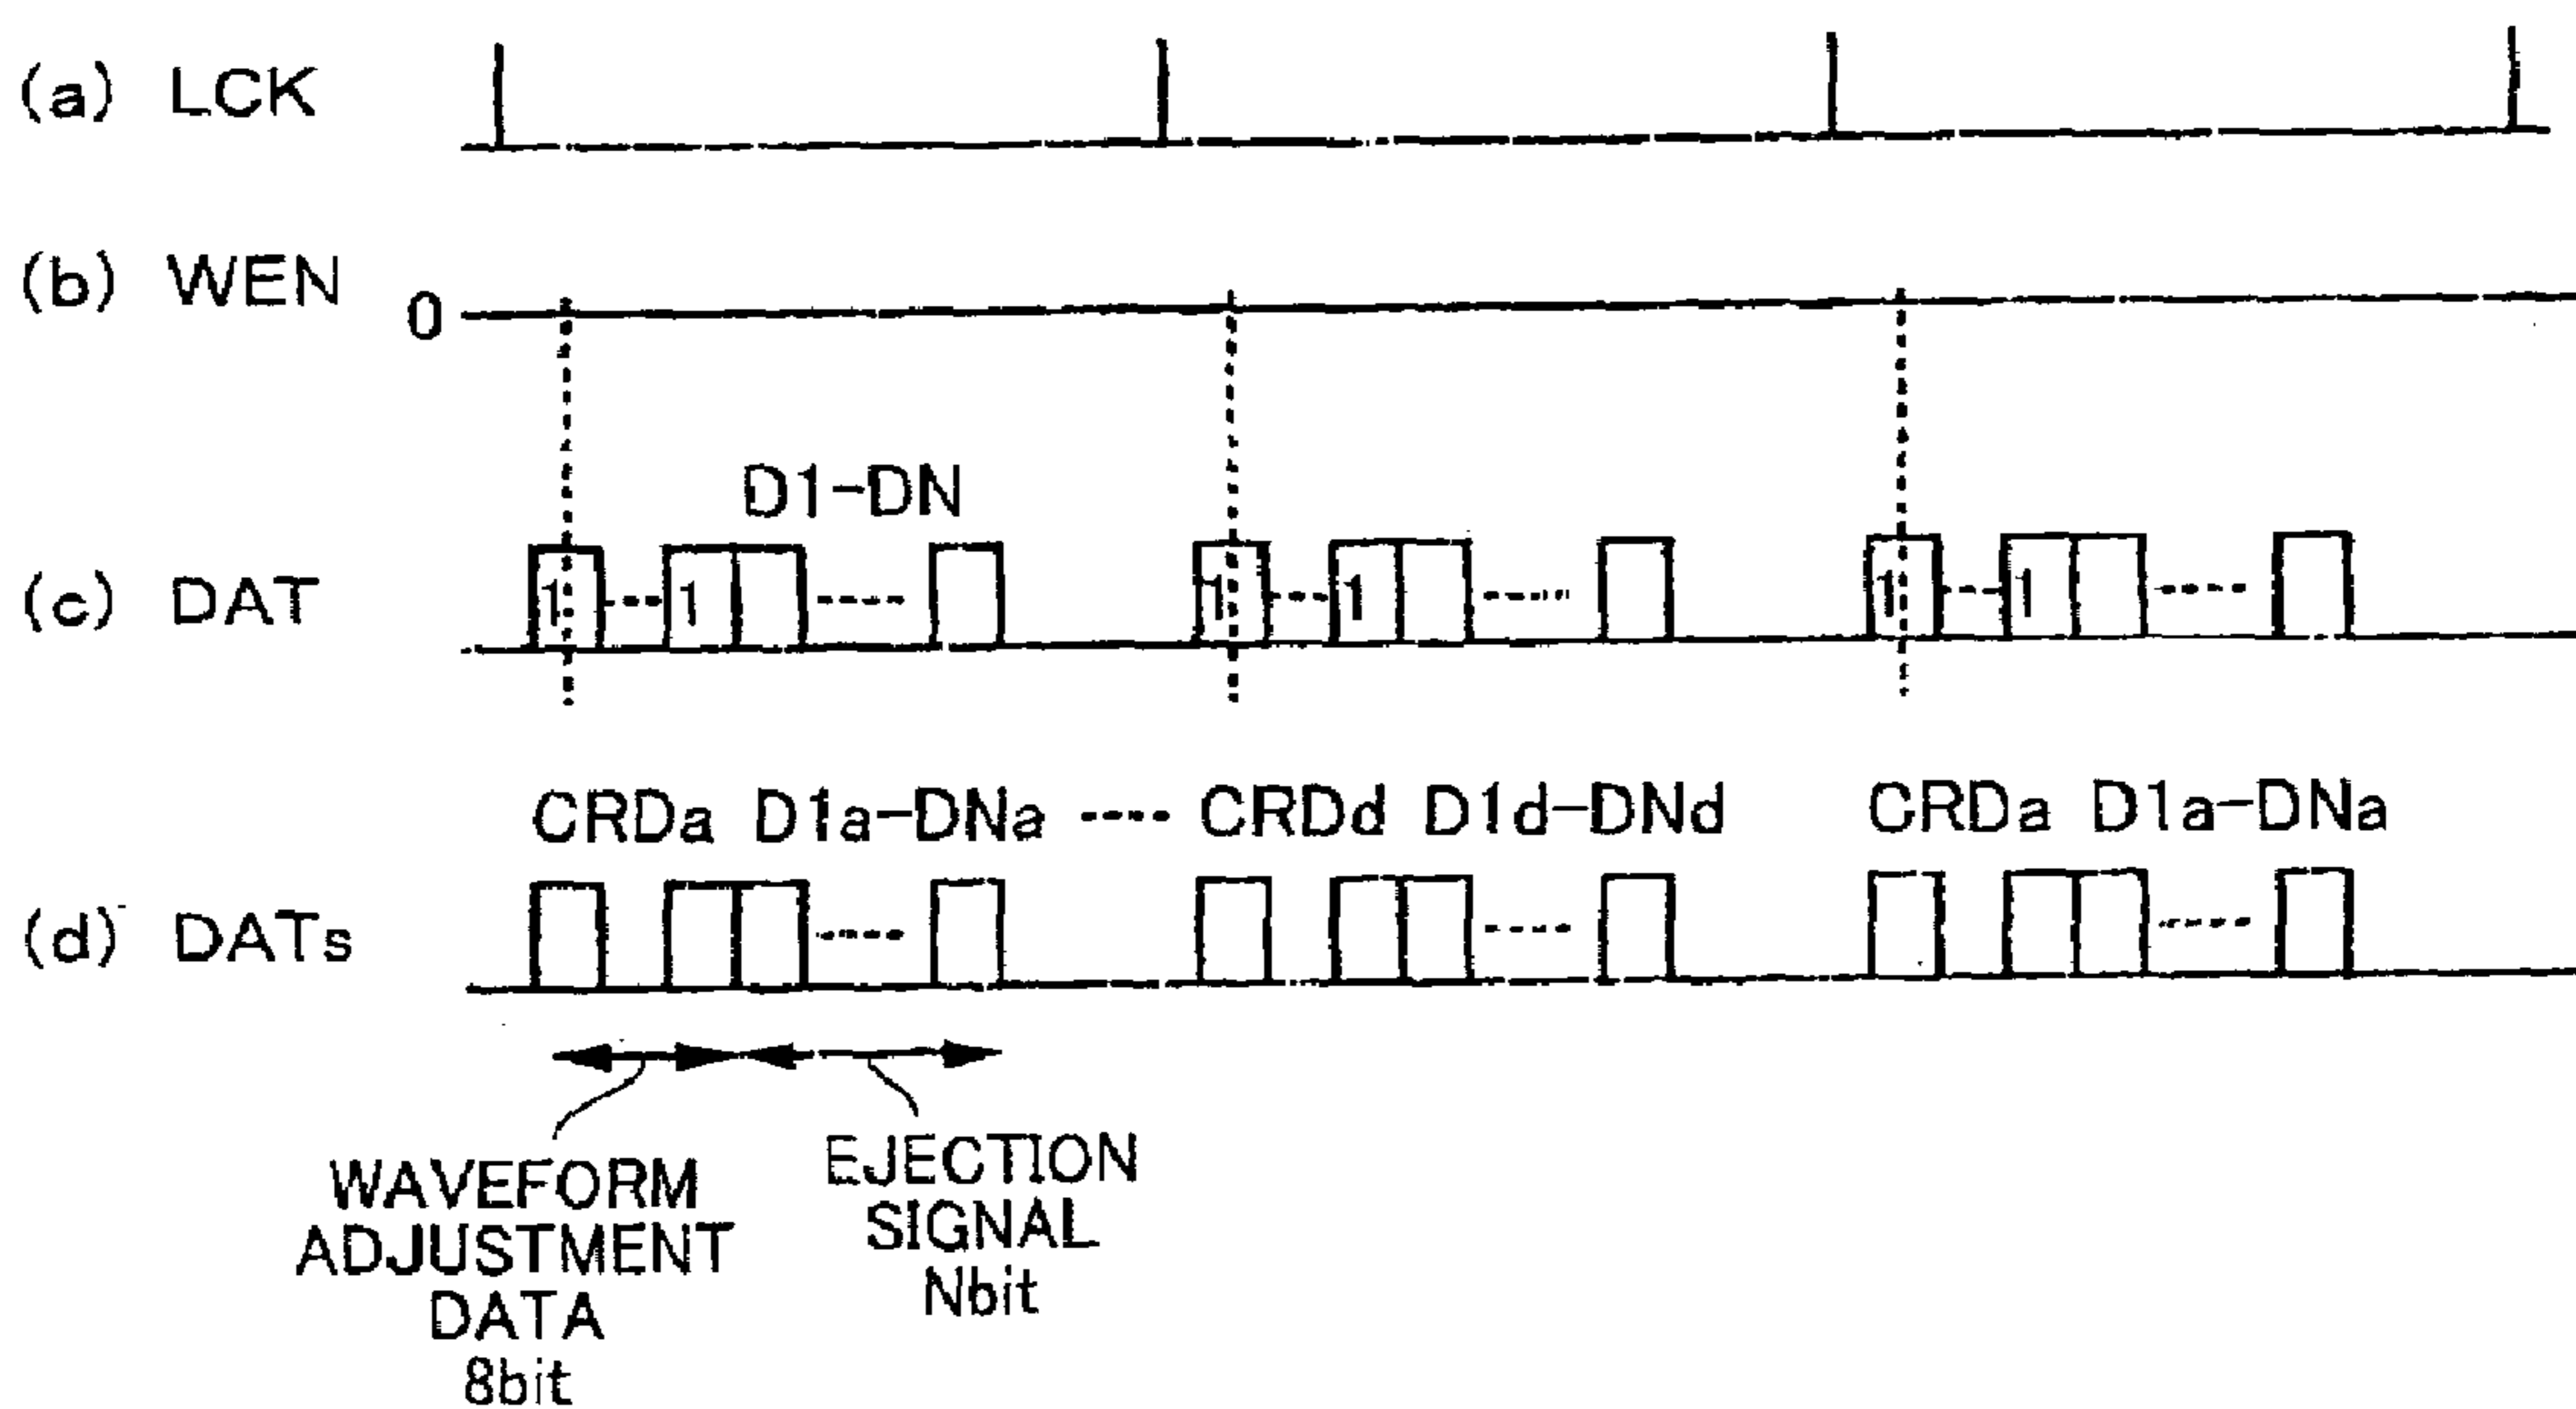 (a) LCK
(b) WEN
0
D1-DN
(c) DAT
1 ---- 1 ----
1 ---- 1 ----
1 ---- 1 ----
CRDa D1a-DNa ---- CRDd D1d-DNd CRDa D1a-DNa
(d) DATs
---- ---- ----
WAVEFORM
ADJUSTMENT
DATA
8bit
EJECTION
SIGNAL
Nbit